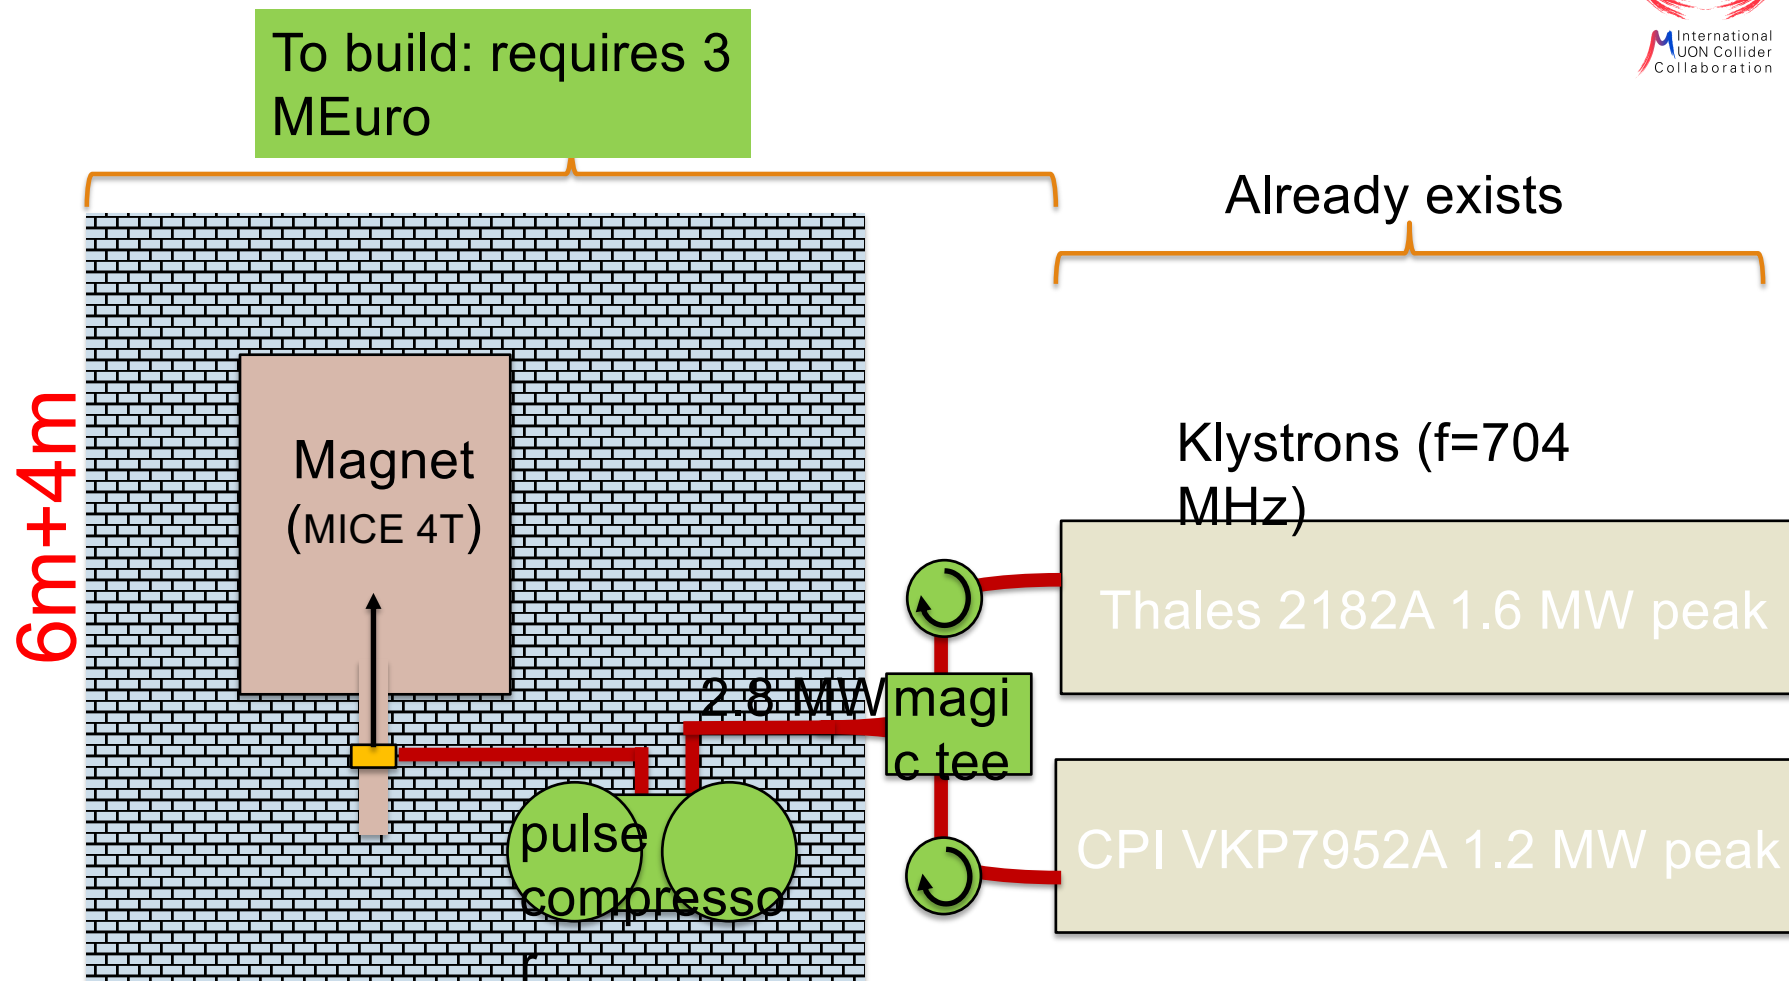 International
UON Collider
Collaboration
To build: requires 3
MEuro
Already exists
6m+4m
Magnet
(MICE 4T)
Klystrons (f=704
MHz)
Thales 2182A 1.6 MW peak
2.8 MW
magi
c tee
pulse
compresso
r
CPI VKP7952A 1.2 MW peak